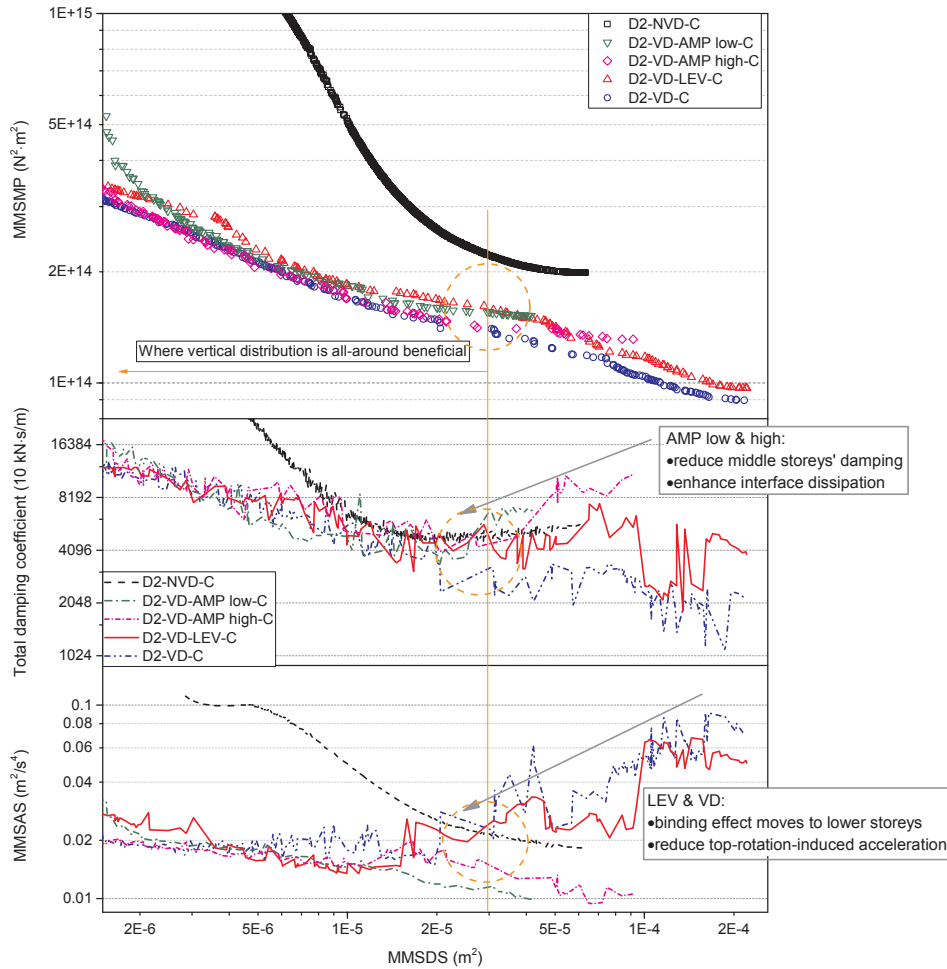 1E+15
5E+14
2E+14
1E+14
MMSMP (N²·m²)
D2-NVD-C
D2-VD-AMP low-C
D2-VD-AMP high-C
D2-VD-LEV-C
D2-VD-C
Where vertical distribution is all-around beneficial
16384
8192
4096
2048
1024
Total damping coefficient (10 kN·s/m)
AMP low & high:
●reduce middle storeys' damping
●enhance interface dissipation
D2-NVD-C
D2-VD-AMP low-C
D2-VD-AMP high-C
D2-VD-LEV-C
D2-VD-C
0.1
0.08
0.06
0.04
0.02
0.01
MMSAS (m²/s⁴)
LEV & VD:
●binding effect moves to lower storeys
●reduce top-rotation-induced acceleration
2E-6
5E-6
1E-5
2E-5
5E-5
1E-4
2E-4
MMSDS (m²)